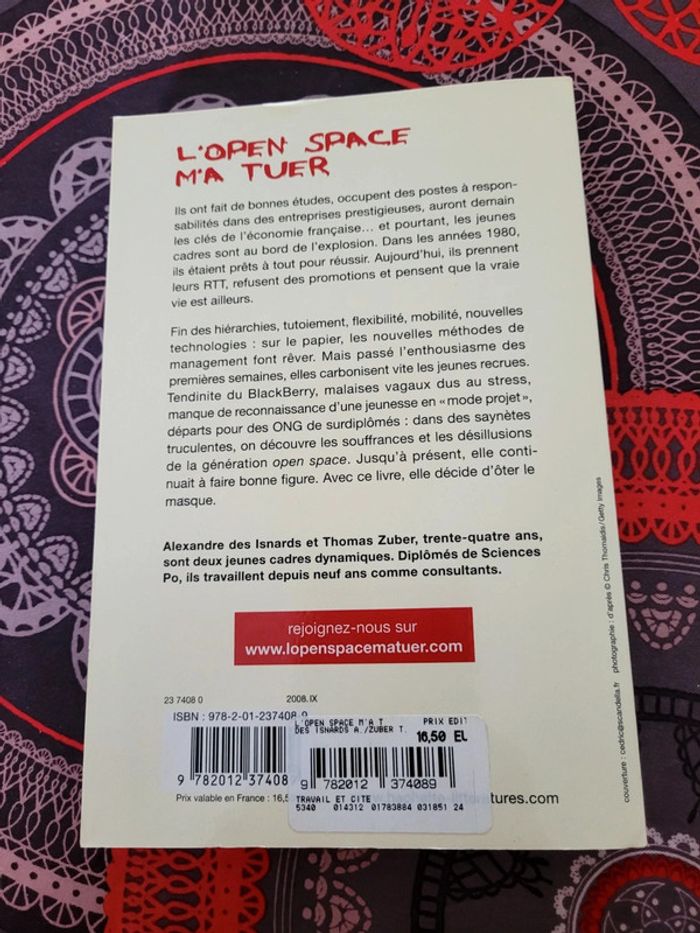 L'OPEN SPACE
M'A TUER
Ils ont fait de bonnes études, occupent des postes à respon-
sabilités dans des entreprises prestigieuses, auront demain
les clés de l'économie française... et pourtant, les jeunes
cadres sont au bord de l'explosion. Dans les années 1980,
ils étaient prêts à tout pour réussir. Aujourd'hui, ils prennent
leurs RTT, refusent des promotions et pensent que la vraie
vie est ailleurs.
Fin des hiérarchies, tutoiement, flexibilité, mobilité, nouvelles
technologies : sur le papier, les nouvelles méthodes de
management font rêver. Mais passé l'enthousiasme des
premières semaines, elles carbonisent vite les jeunes recrues.
Tendinite du BlackBerry, malaises vagaux dus au stress,
manque de reconnaissance d'une jeunesse en « mode projet »,
départs pour des ONG de surdiplômés : dans des saynètes
truculentes, on découvre les souffrances et les désillusions
de la génération open space. Jusqu'à présent, elle conti-
nuait à faire bonne figure. Avec ce livre, elle décide d'ôter le
masque.
Alexandre des Isnards et Thomas Zuber, trente-quatre ans,
sont deux jeunes cadres dynamiques. Diplômés de Sciences
Po, ils travaillent depuis neuf ans comme consultants.
rejoignez-nous sur
www.lopenspacematuer.com
23 7408 0 2008.IX
ISBN : 978-2-01-237408-9
9 782012 37408
Prix valable en France : 16,5
L'OPEN SPACE M'A T PRIX EDIT
DES ISNARDS A./ZUBER T. 16,50 EU
9 782012 374089
TRAVAIL ET CITE
5340 014312 01783884 031851 24
tures.com
couverture : cedric@scandella.fr photographie : d'après © Chris Thomaidis / Getty Images